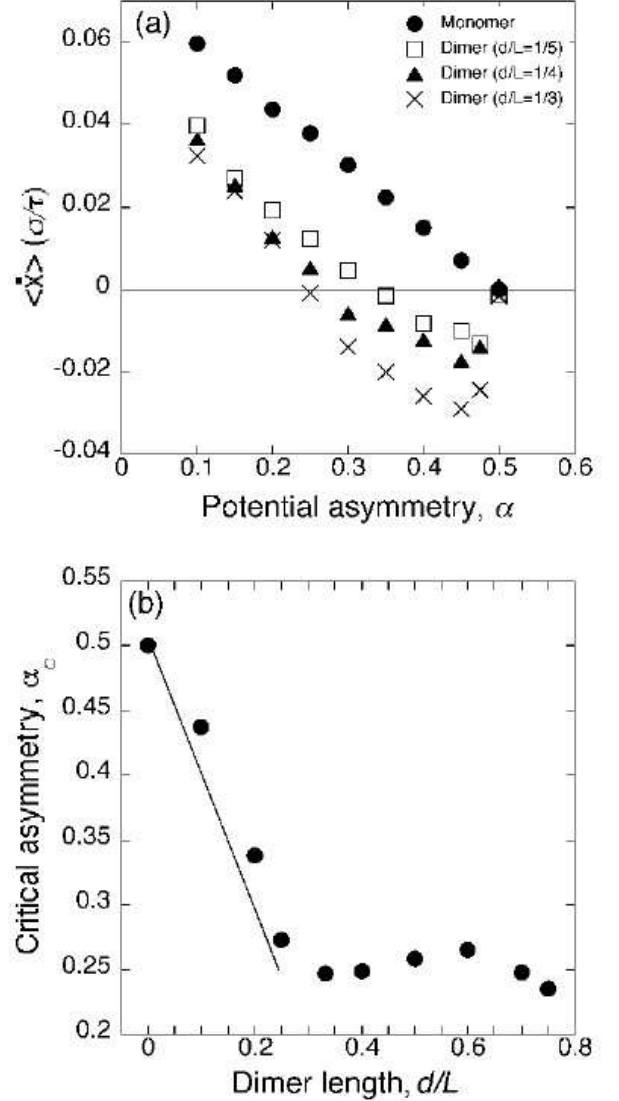 (a)
Monomer
Dimer (d/L=1/5)
Dimer (d/L=1/4)
Dimer (d/L=1/3)
0.06
0.04
0.02
0
-0.02
-0.04
<ẋ> (σ/τ)
0 0.1 0.2 0.3 0.4 0.5 0.6
Potential asymmetry, α
(b)
0.55
0.5
0.45
0.4
0.35
0.3
0.25
0.2
Critical asymmetry, α_c
0 0.2 0.4 0.6 0.8
Dimer length, d/L